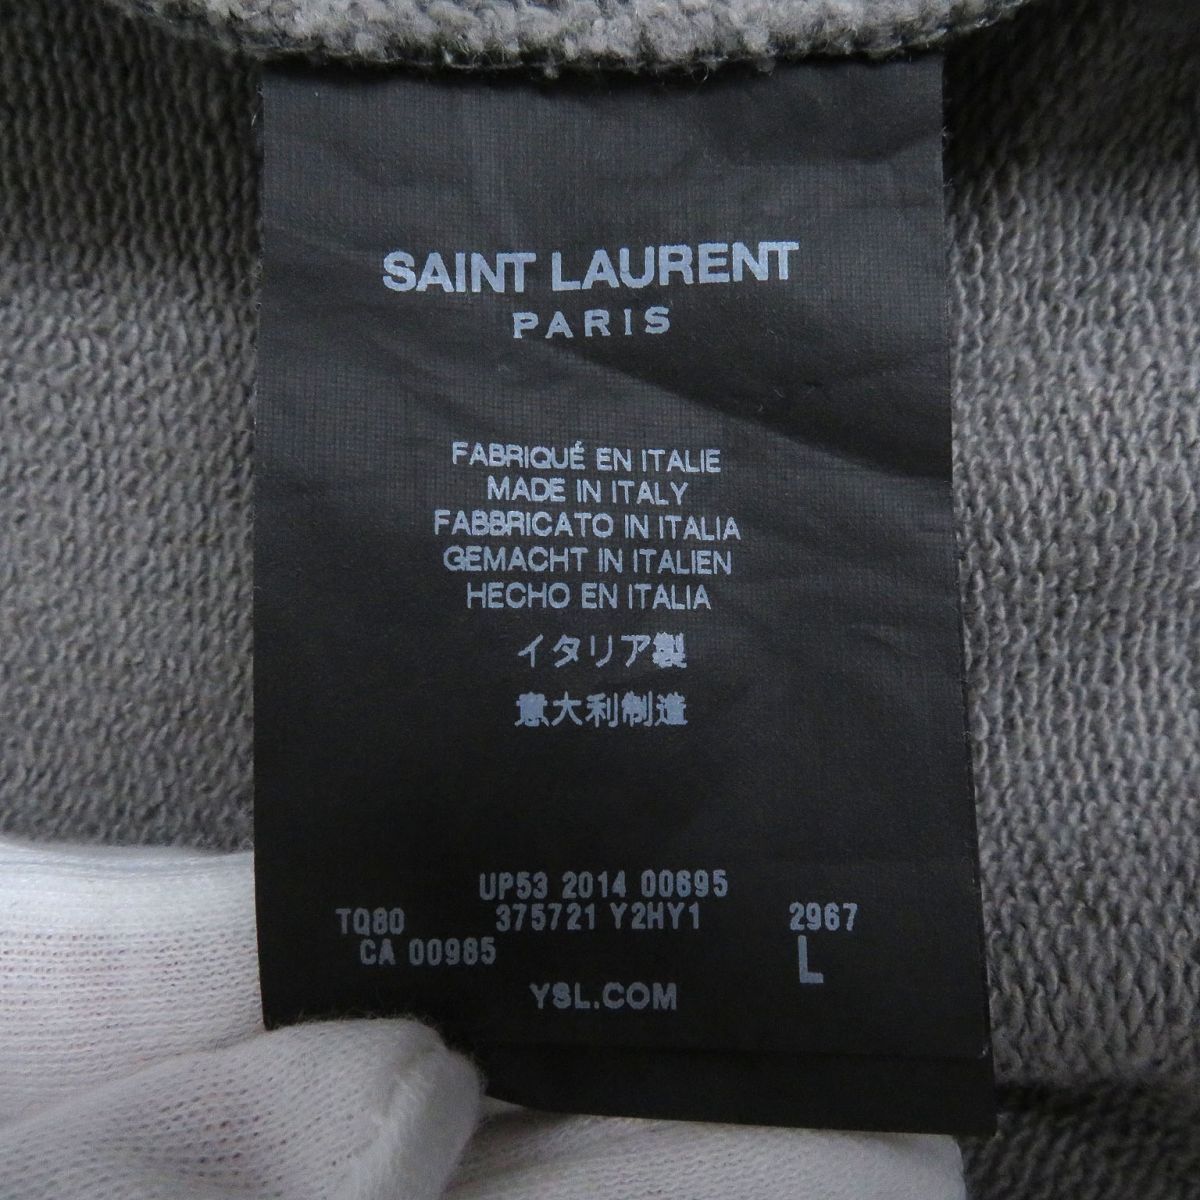 SAINT LAURENT
PARIS
FABRIQUÉ EN ITALIE
MADE IN ITALY
FABBRICATO IN ITALIA
GEMACHT IN ITALIEN
HECHO EN ITALIA
イタリア製
意大利制造
UP53 2014 00695
TQ80 375721 Y2HY1 2967
CA 00985 L
YSL.COM